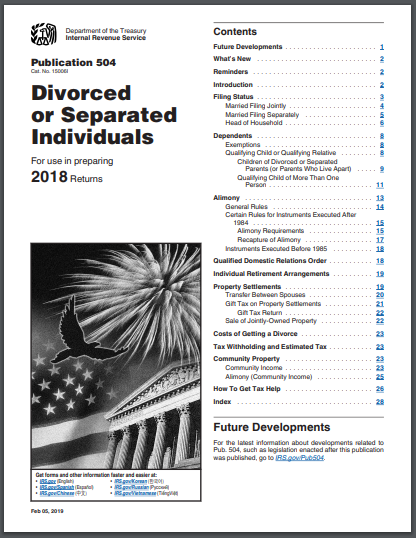 Department of the Treasury
Internal Revenue Service
Publication 504
Cat. No. 15006I
Divorced
or Separated
Individuals
For use in preparing
2018 Returns
Get forms and other information faster and easier at:
• IRS.gov (English)
• IRS.gov/Spanish (Español)
• IRS.gov/Chinese (中文)
• IRS.gov/Korean (한국어)
• IRS.gov/Russian (Pусский)
• IRS.gov/Vietnamese (TiếngViệt)
Feb 05, 2019
Contents
Future Developments 1
What's New 2
Reminders 2
Introduction 2
Filing Status 3
Married Filing Jointly 4
Married Filing Separately 5
Head of Household 6
Dependents 8
Exemptions 8
Qualifying Child or Qualifying Relative 8
Children of Divorced or Separated
Parents (or Parents Who Live Apart) 9
Qualifying Child of More Than One
Person 11
Alimony 13
General Rules 14
Certain Rules for Instruments Executed After
1984 15
Alimony Requirements 15
Recapture of Alimony 17
Instruments Executed Before 1985 18
Qualified Domestic Relations Order 18
Individual Retirement Arrangements 19
Property Settlements 19
Transfer Between Spouses 20
Gift Tax on Property Settlements 21
Gift Tax Return 22
Sale of Jointly-Owned Property 22
Costs of Getting a Divorce 23
Tax Withholding and Estimated Tax 23
Community Property 23
Community Income 23
Alimony (Community Income) 25
How To Get Tax Help 26
Index 28
Future Developments
For the latest information about developments related to
Pub. 504, such as legislation enacted after this publication
was published, go to IRS.gov/Pub504.